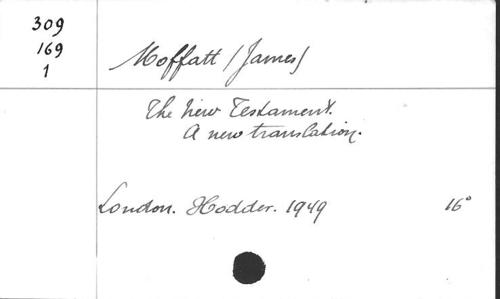 309
169
1
Moffatt (James)
The New Testament.
A new translation.
London. Hodder. 1949 16°